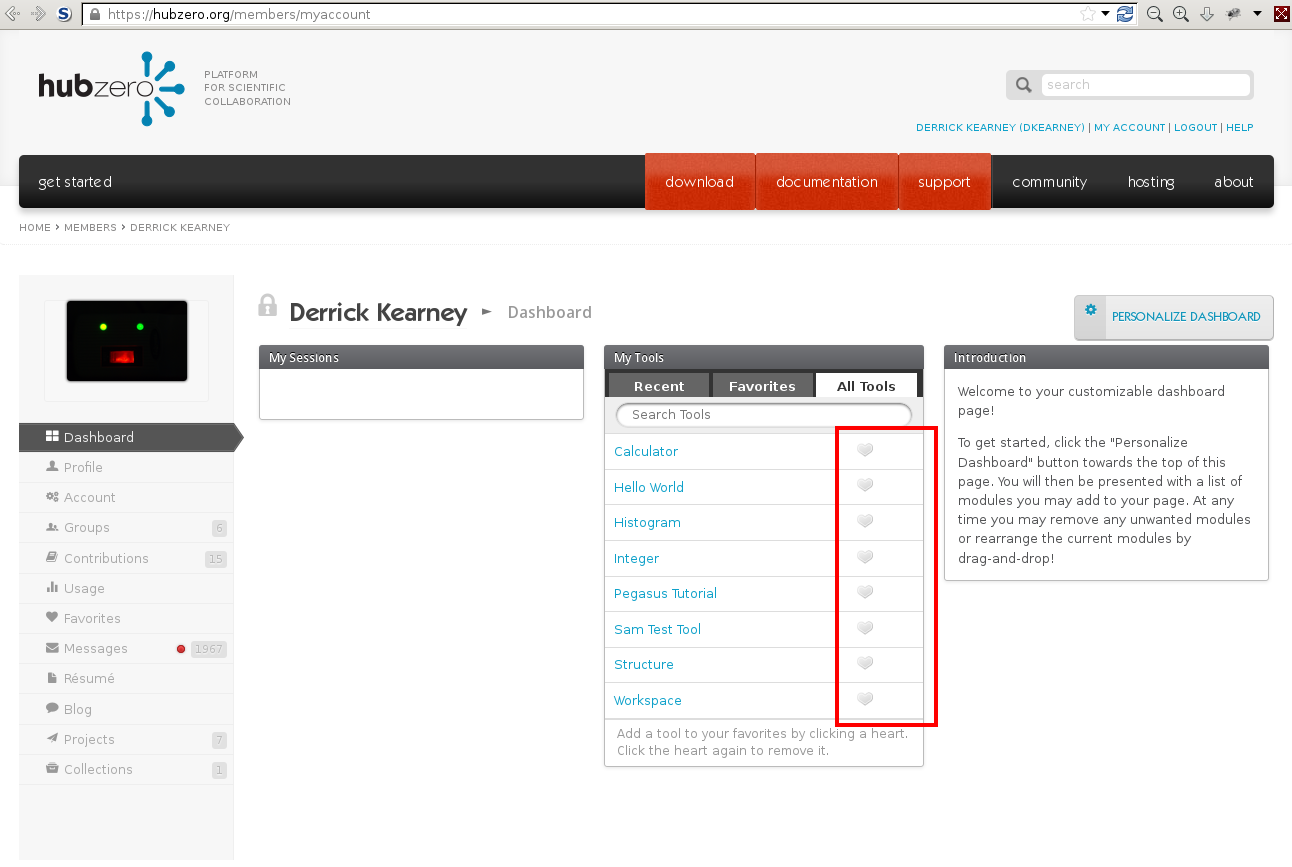 https://hubzero.org/members/myaccount
hubzero
PLATFORM
FOR SCIENTIFIC
COLLABORATION
search
DERRICK KEARNEY (DKEARNEY) | MY ACCOUNT | LOGOUT | HELP
get started download documentation support community hosting about
HOME › MEMBERS › DERRICK KEARNEY
Derrick Kearney ► Dashboard
PERSONALIZE DASHBOARD
Dashboard
Profile
Account
Groups 6
Contributions 15
Usage
Favorites
Messages 1967
Résumé
Blog
Projects 7
Collections 1
My Sessions
My Tools
Recent Favorites All Tools
Search Tools
Calculator
Hello World
Histogram
Integer
Pegasus Tutorial
Sam Test Tool
Structure
Workspace
Add a tool to your favorites by clicking a heart.
Click the heart again to remove it.
Introduction
Welcome to your customizable dashboard
page!
To get started, click the "Personalize
Dashboard" button towards the top of this
page. You will then be presented with a list of
modules you may add to your page. At any
time you may remove any unwanted modules
or rearrange the current modules by
drag-and-drop!